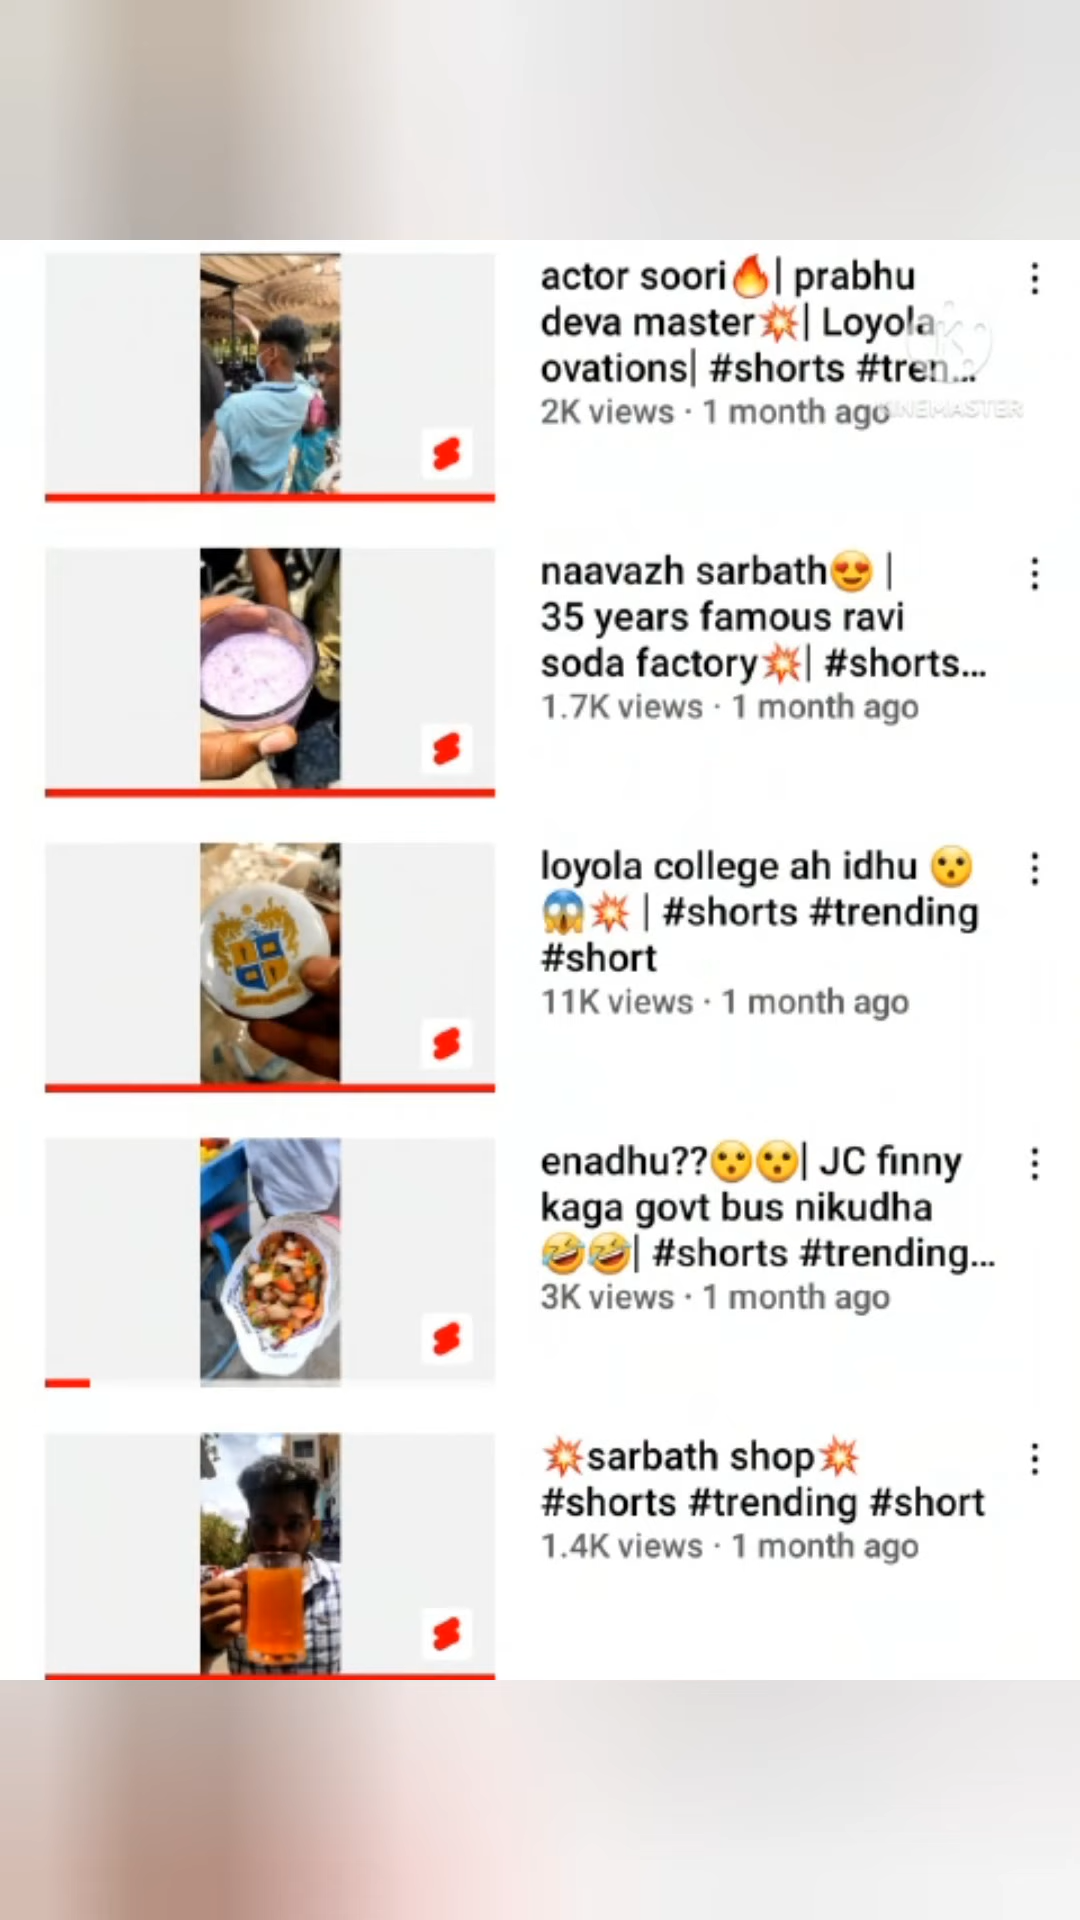 actor soori🔥| prabhu
deva master💥| Loyola
ovations| #shorts #tren...
2K views · 1 month ago
KINEMASTER
naavazh sarbath😍 |
35 years famous ravi
soda factory💥| #shorts...
1.7K views · 1 month ago
loyola college ah idhu 😯
😱💥 | #shorts #trending
#short
11K views · 1 month ago
enadhu??😯😯| JC finny
kaga govt bus nikudha
🤣🤣| #shorts #trending...
3K views · 1 month ago
💥sarbath shop💥
#shorts #trending #short
1.4K views · 1 month ago